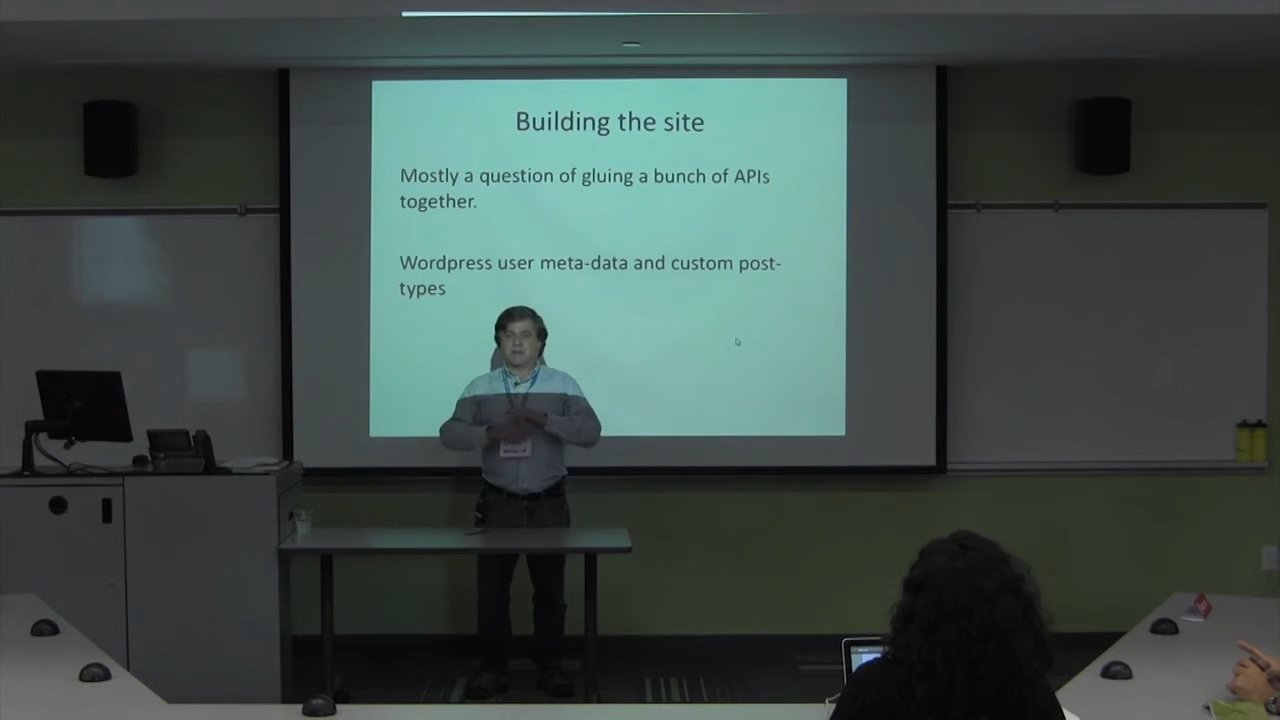 Building the site
Mostly a question of gluing a bunch of APIs
together.
Wordpress user meta-data and custom post-
types